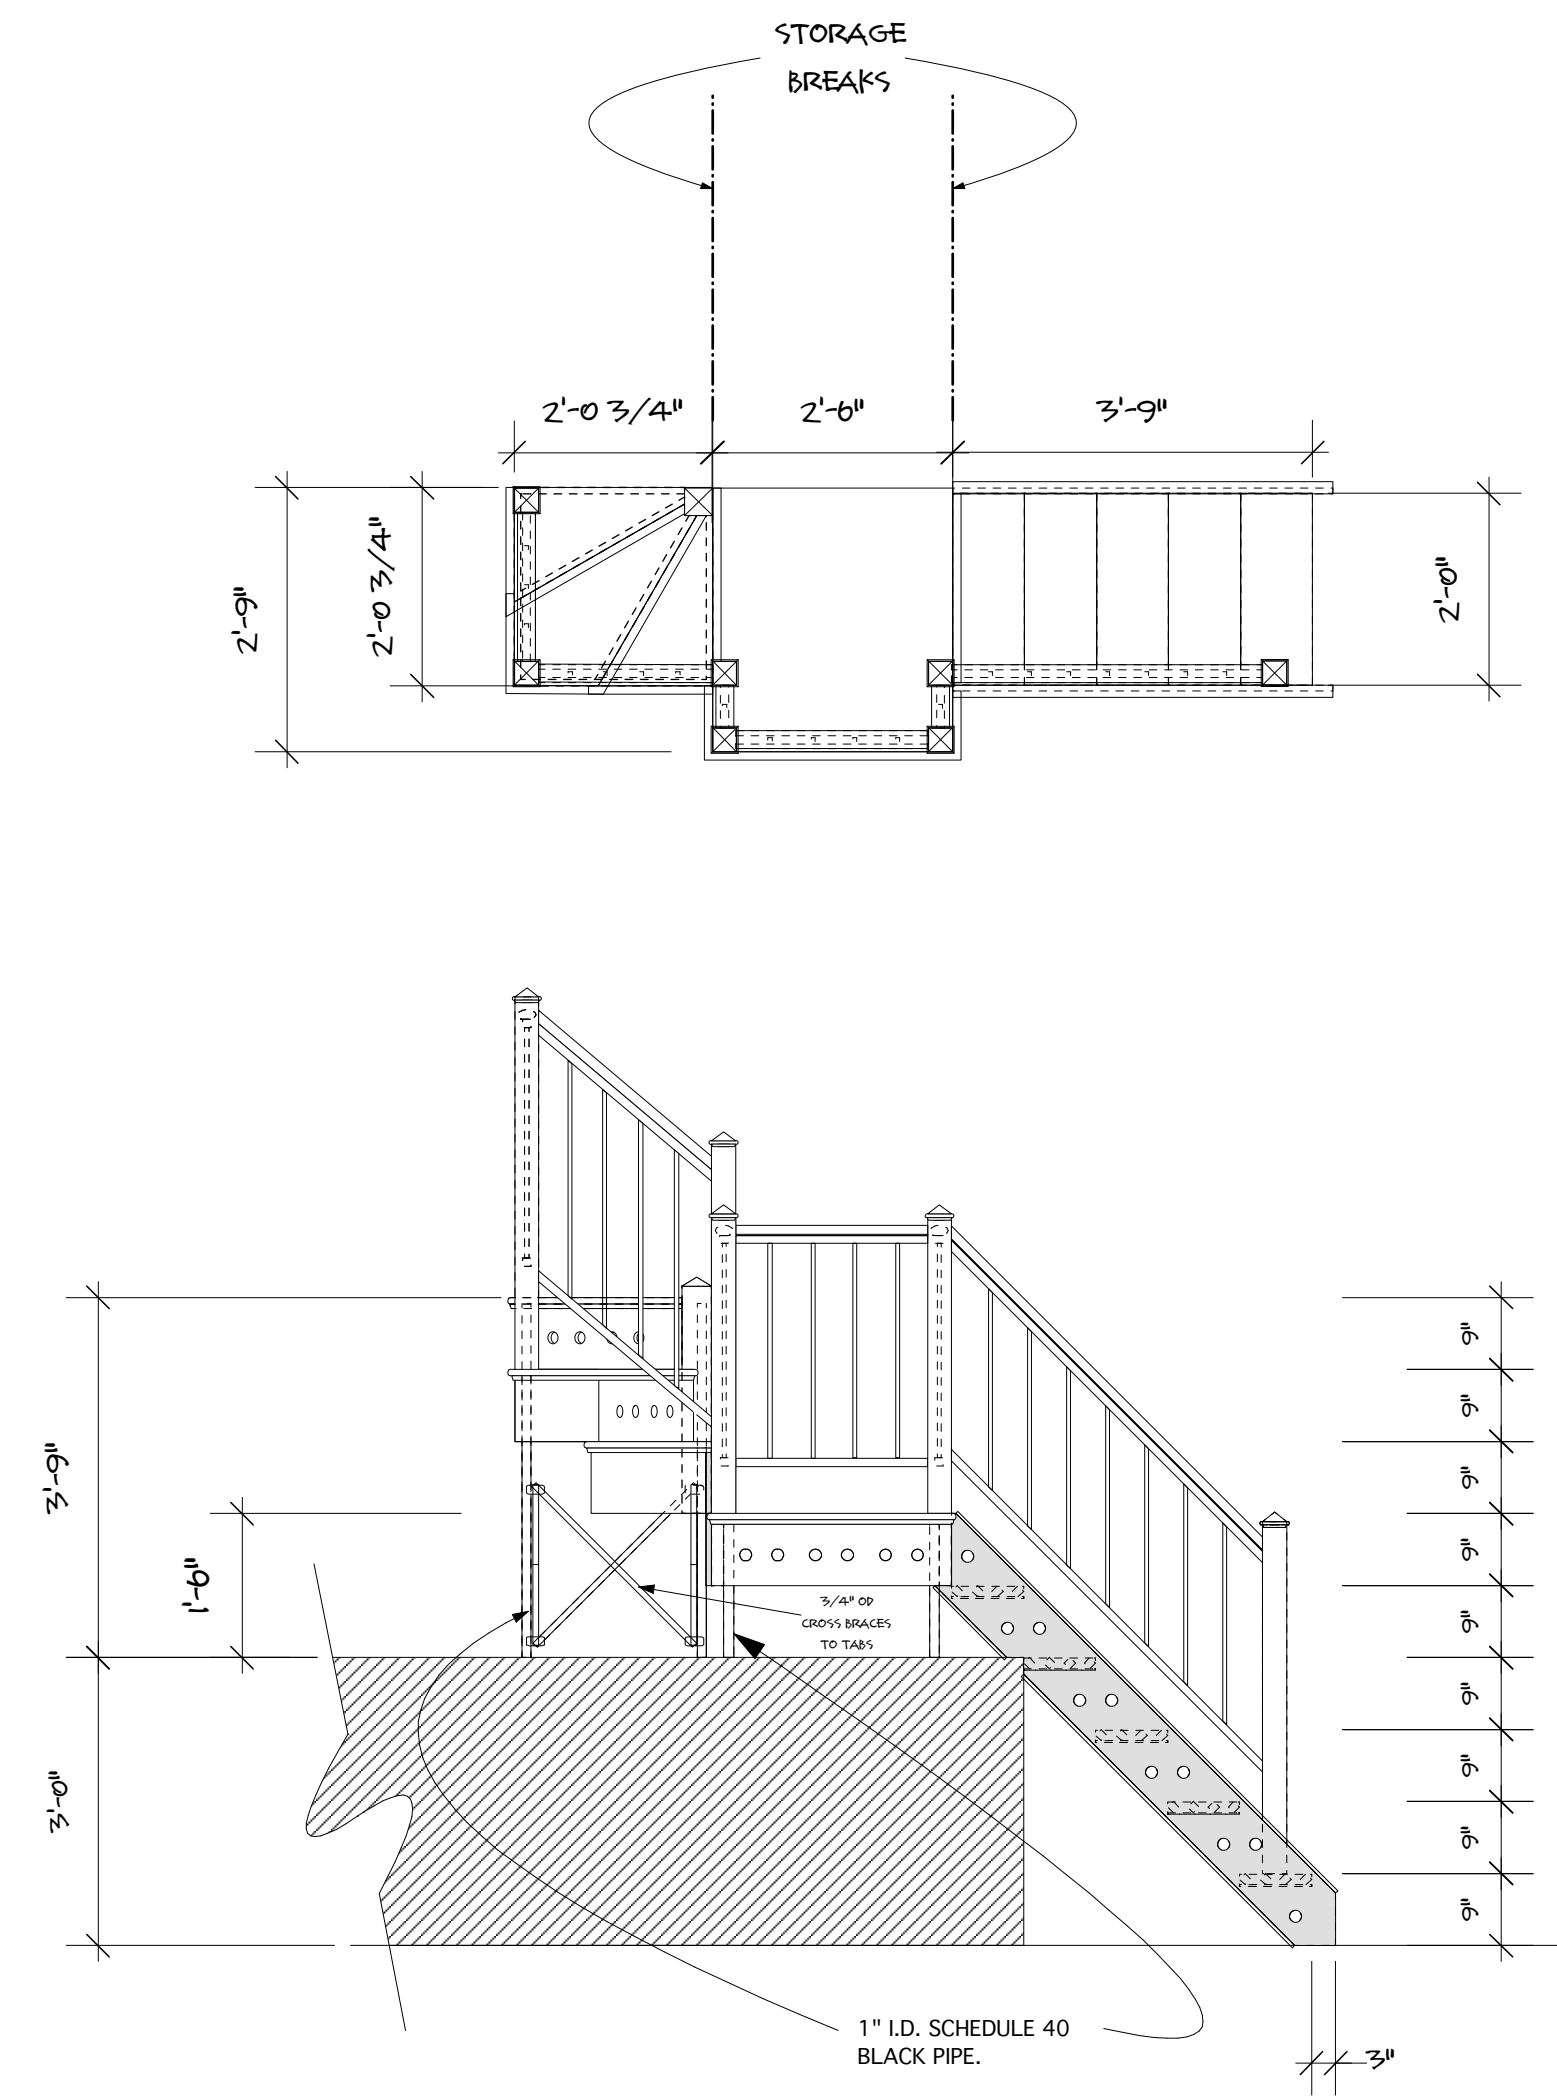 STORAGE
BREAKS
2'-0 3/4"
2'-6"
3'-9"
2'-9"
2'-0 3/4"
2'-0"
3'-9"
1'-6"
3'-0"
9"
9"
9"
9"
9"
9"
9"
9"
9"
3/4" OD
CROSS BRACES
TO TABS
1" I.D. SCHEDULE 40
BLACK PIPE.
3"